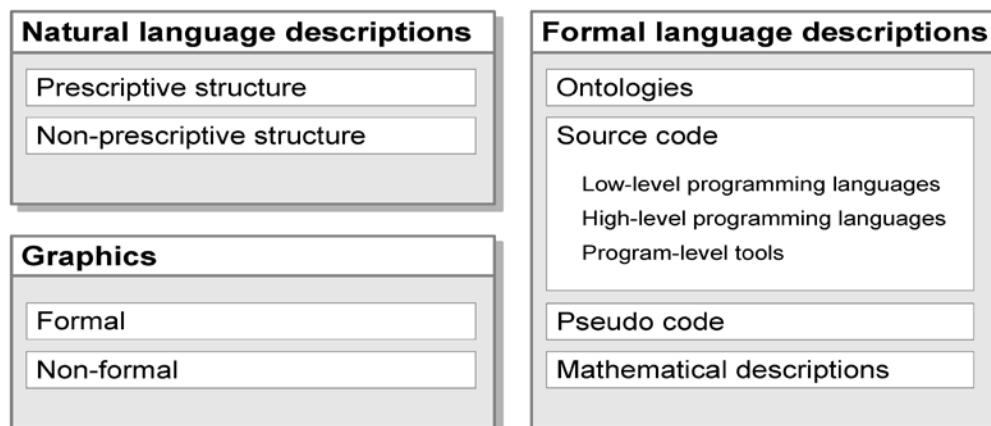 Natural language descriptions
Prescriptive structure
Non-prescriptive structure
Graphics
Formal
Non-formal
Formal language descriptions
Ontologies
Source code
Low-level programming languages
High-level programming languages
Program-level tools
Pseudo code
Mathematical descriptions